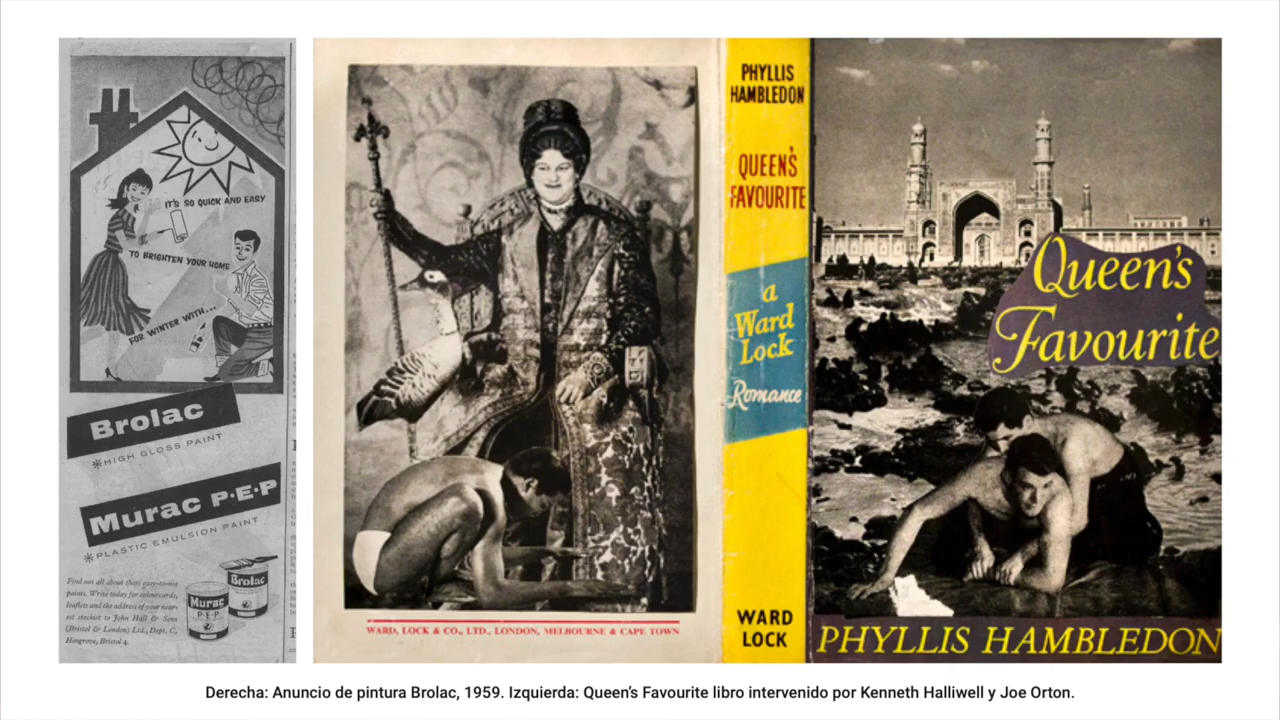 IT'S SO QUICK AND EASY
TO BRIGHTEN YOUR HOME
FOR WINTER WITH...
Brolac
*HIGH GLOSS PAINT
Murac P·E·P
*PLASTIC EMULSION PAINT
Find out all about these easy-to-use
paints. Write today for colourcards,
leaflets and the address of your near-
est stockist to John Hall & Sons
(Bristol & London) Ltd., Dept. C,
Hengrove, Bristol 4.
Murac
P·E·P
Brolac
WARD, LOCK & CO., LTD., LONDON, MELBOURNE & CAPE TOWN
PHYLLIS
HAMBLEDON
QUEEN'S
FAVOURITE
a
Ward
Lock
Romance
WARD
LOCK
Queen's
Favourite
PHYLLIS HAMBLEDON
Derecha: Anuncio de pintura Brolac, 1959. Izquierda: Queen's Favourite libro intervenido por Kenneth Halliwell y Joe Orton.